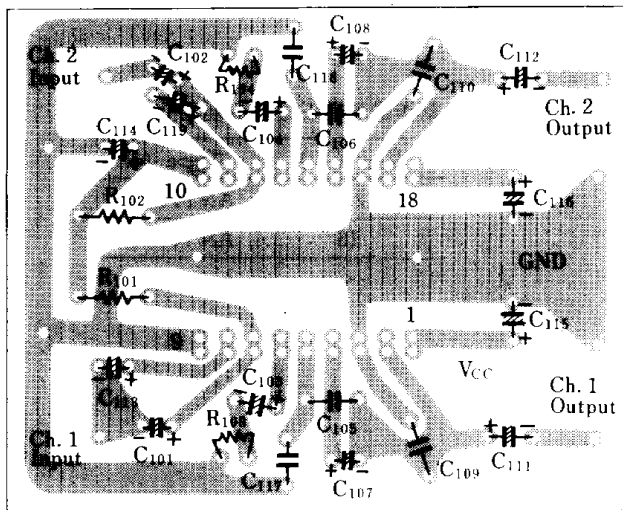 C108
Ch. 2
Input
C102
C118
C112
R104
C110
Ch. 2
Output
C119
C104
C106
C114
10
18
R102
C116
GND
R101
1
C115
9
VCC
C113
C103
Ch. 1
Output
C105
Ch. 1
Input
C101
C111
C109
C117
C107